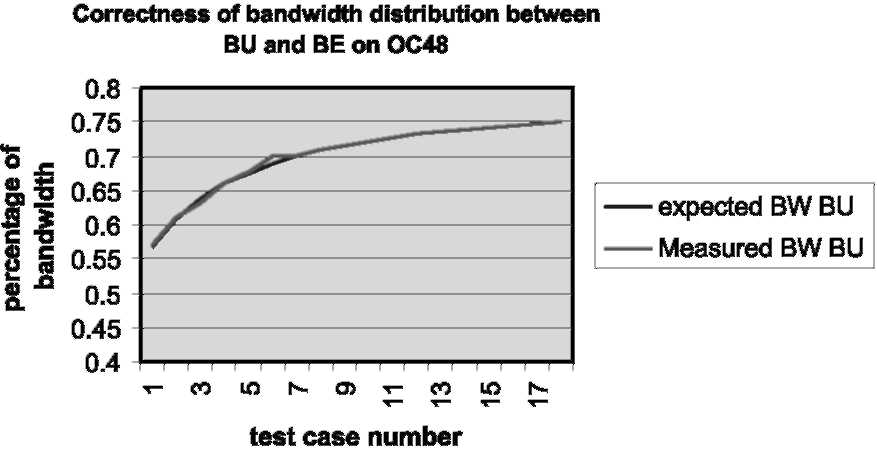 Correctness of bandwidth distribution between
BU and BE on OC48
percentage of
bandwidth
0.8
0.75
0.7
0.65
0.6
0.55
0.5
0.45
0.4
1
3
5
7
9
11
13
15
17
test case number
expected BW BU
Measured BW BU